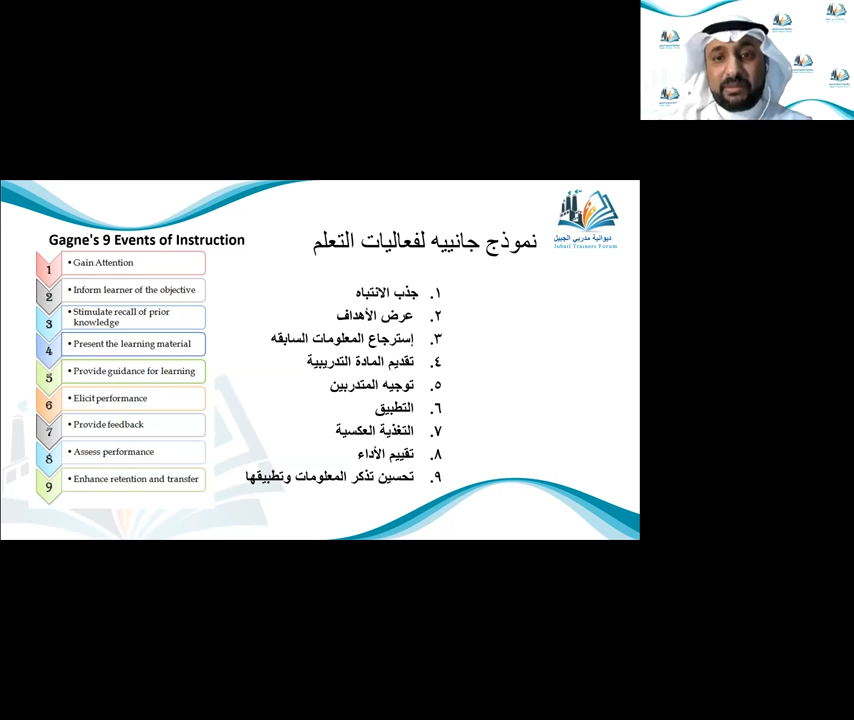 ديوانية مدربي الجبيل
Jubail Trainers Forum
Gagne's 9 Events of Instruction
1 • Gain Attention
2 • Inform learner of the objective
3 • Stimulate recall of prior
knowledge
4 • Present the learning material
5 • Provide guidance for learning
6 • Elicit performance
7 • Provide feedback
8 • Assess performance
9 • Enhance retention and transfer
نموذج جانييه لفعاليات التعلم
١. جذب الانتباه
٢. عرض الأهداف
٣. إسترجاع المعلومات السابقه
٤. تقديم المادة التدريبية
٥. توجيه المتدربين
٦. التطبيق
٧. التغذية العكسية
٨. تقييم الأداء
٩. تحسين تذكر المعلومات وتطبيقها